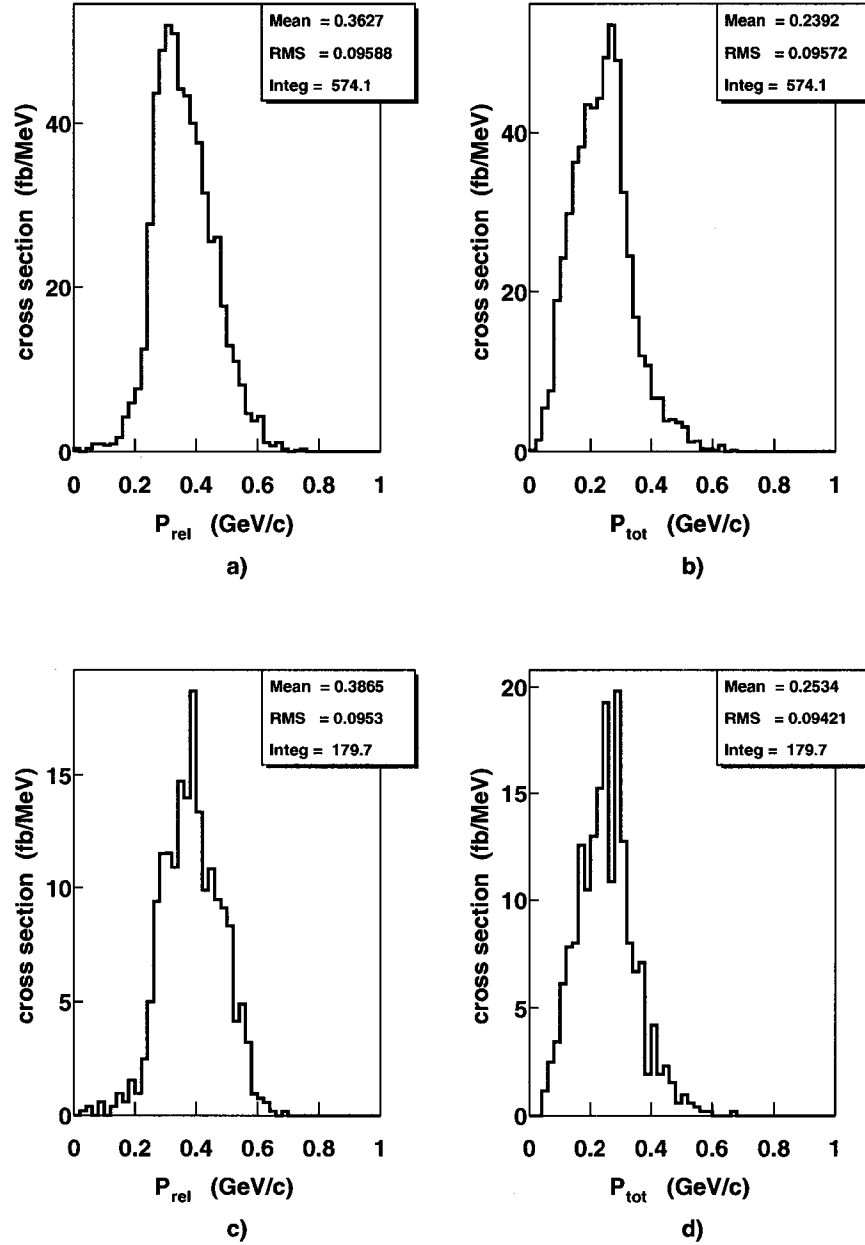 Mean = 0.3627
RMS = 0.09588
Integ = 574.1
cross section (fb/MeV)
40
20
0
0 0.2 0.4 0.6 0.8 1
P_rel (GeV/c)
a)
Mean = 0.2392
RMS = 0.09572
Integ = 574.1
cross section (fb/MeV)
40
20
0
0 0.2 0.4 0.6 0.8 1
P_tot (GeV/c)
b)
Mean = 0.3865
RMS = 0.0953
Integ = 179.7
cross section (fb/MeV)
15
10
5
0
0 0.2 0.4 0.6 0.8 1
P_rel (GeV/c)
c)
Mean = 0.2534
RMS = 0.09421
Integ = 179.7
cross section (fb/MeV)
20
15
10
5
0
0 0.2 0.4 0.6 0.8 1
P_tot (GeV/c)
d)